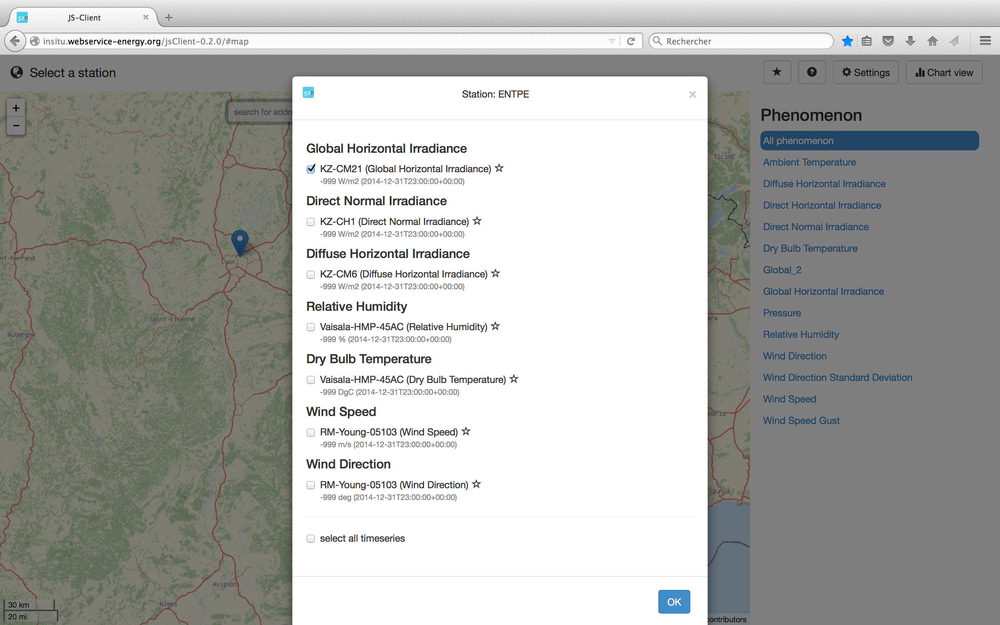 52n JS-Client
insitu.webservice-energy.org/jsClient-0.2.0/#map
Rechercher
Select a station
Settings
Chart view
52n
Station: ENTPE
search for addre
Global Horizontal Irradiance
KZ-CM21 (Global Horizontal Irradiance)
-999 W/m2 (2014-12-31T23:00:00+00:00)
Direct Normal Irradiance
KZ-CH1 (Direct Normal Irradiance)
-999 W/m2 (2014-12-31T23:00:00+00:00)
Diffuse Horizontal Irradiance
KZ-CM6 (Diffuse Horizontal Irradiance)
-999 W/m2 (2014-12-31T23:00:00+00:00)
Relative Humidity
Vaisala-HMP-45AC (Relative Humidity)
-999 % (2014-12-31T23:00:00+00:00)
Dry Bulb Temperature
Vaisala-HMP-45AC (Dry Bulb Temperature)
-999 DgC (2014-12-31T23:00:00+00:00)
Wind Speed
RM-Young-05103 (Wind Speed)
-999 m/s (2014-12-31T23:00:00+00:00)
Wind Direction
RM-Young-05103 (Wind Direction)
-999 deg (2014-12-31T23:00:00+00:00)
select all timeseries
OK
Phenomenon
All phenomenon
Ambient Temperature
Diffuse Horizontal Irradiance
Direct Horizontal Irradiance
Direct Normal Irradiance
Dry Bulb Temperature
Global_2
Global Horizontal Irradiance
Pressure
Relative Humidity
Wind Direction
Wind Direction Standard Deviation
Wind Speed
Wind Speed Gust
+
−
nt-Ferrand
Lyon
Saint-Étienne
Auvergne
Avignon
Nîmes
Ticino
ara
ndria
Liguria
Geno
30 km
20 mi
contributors